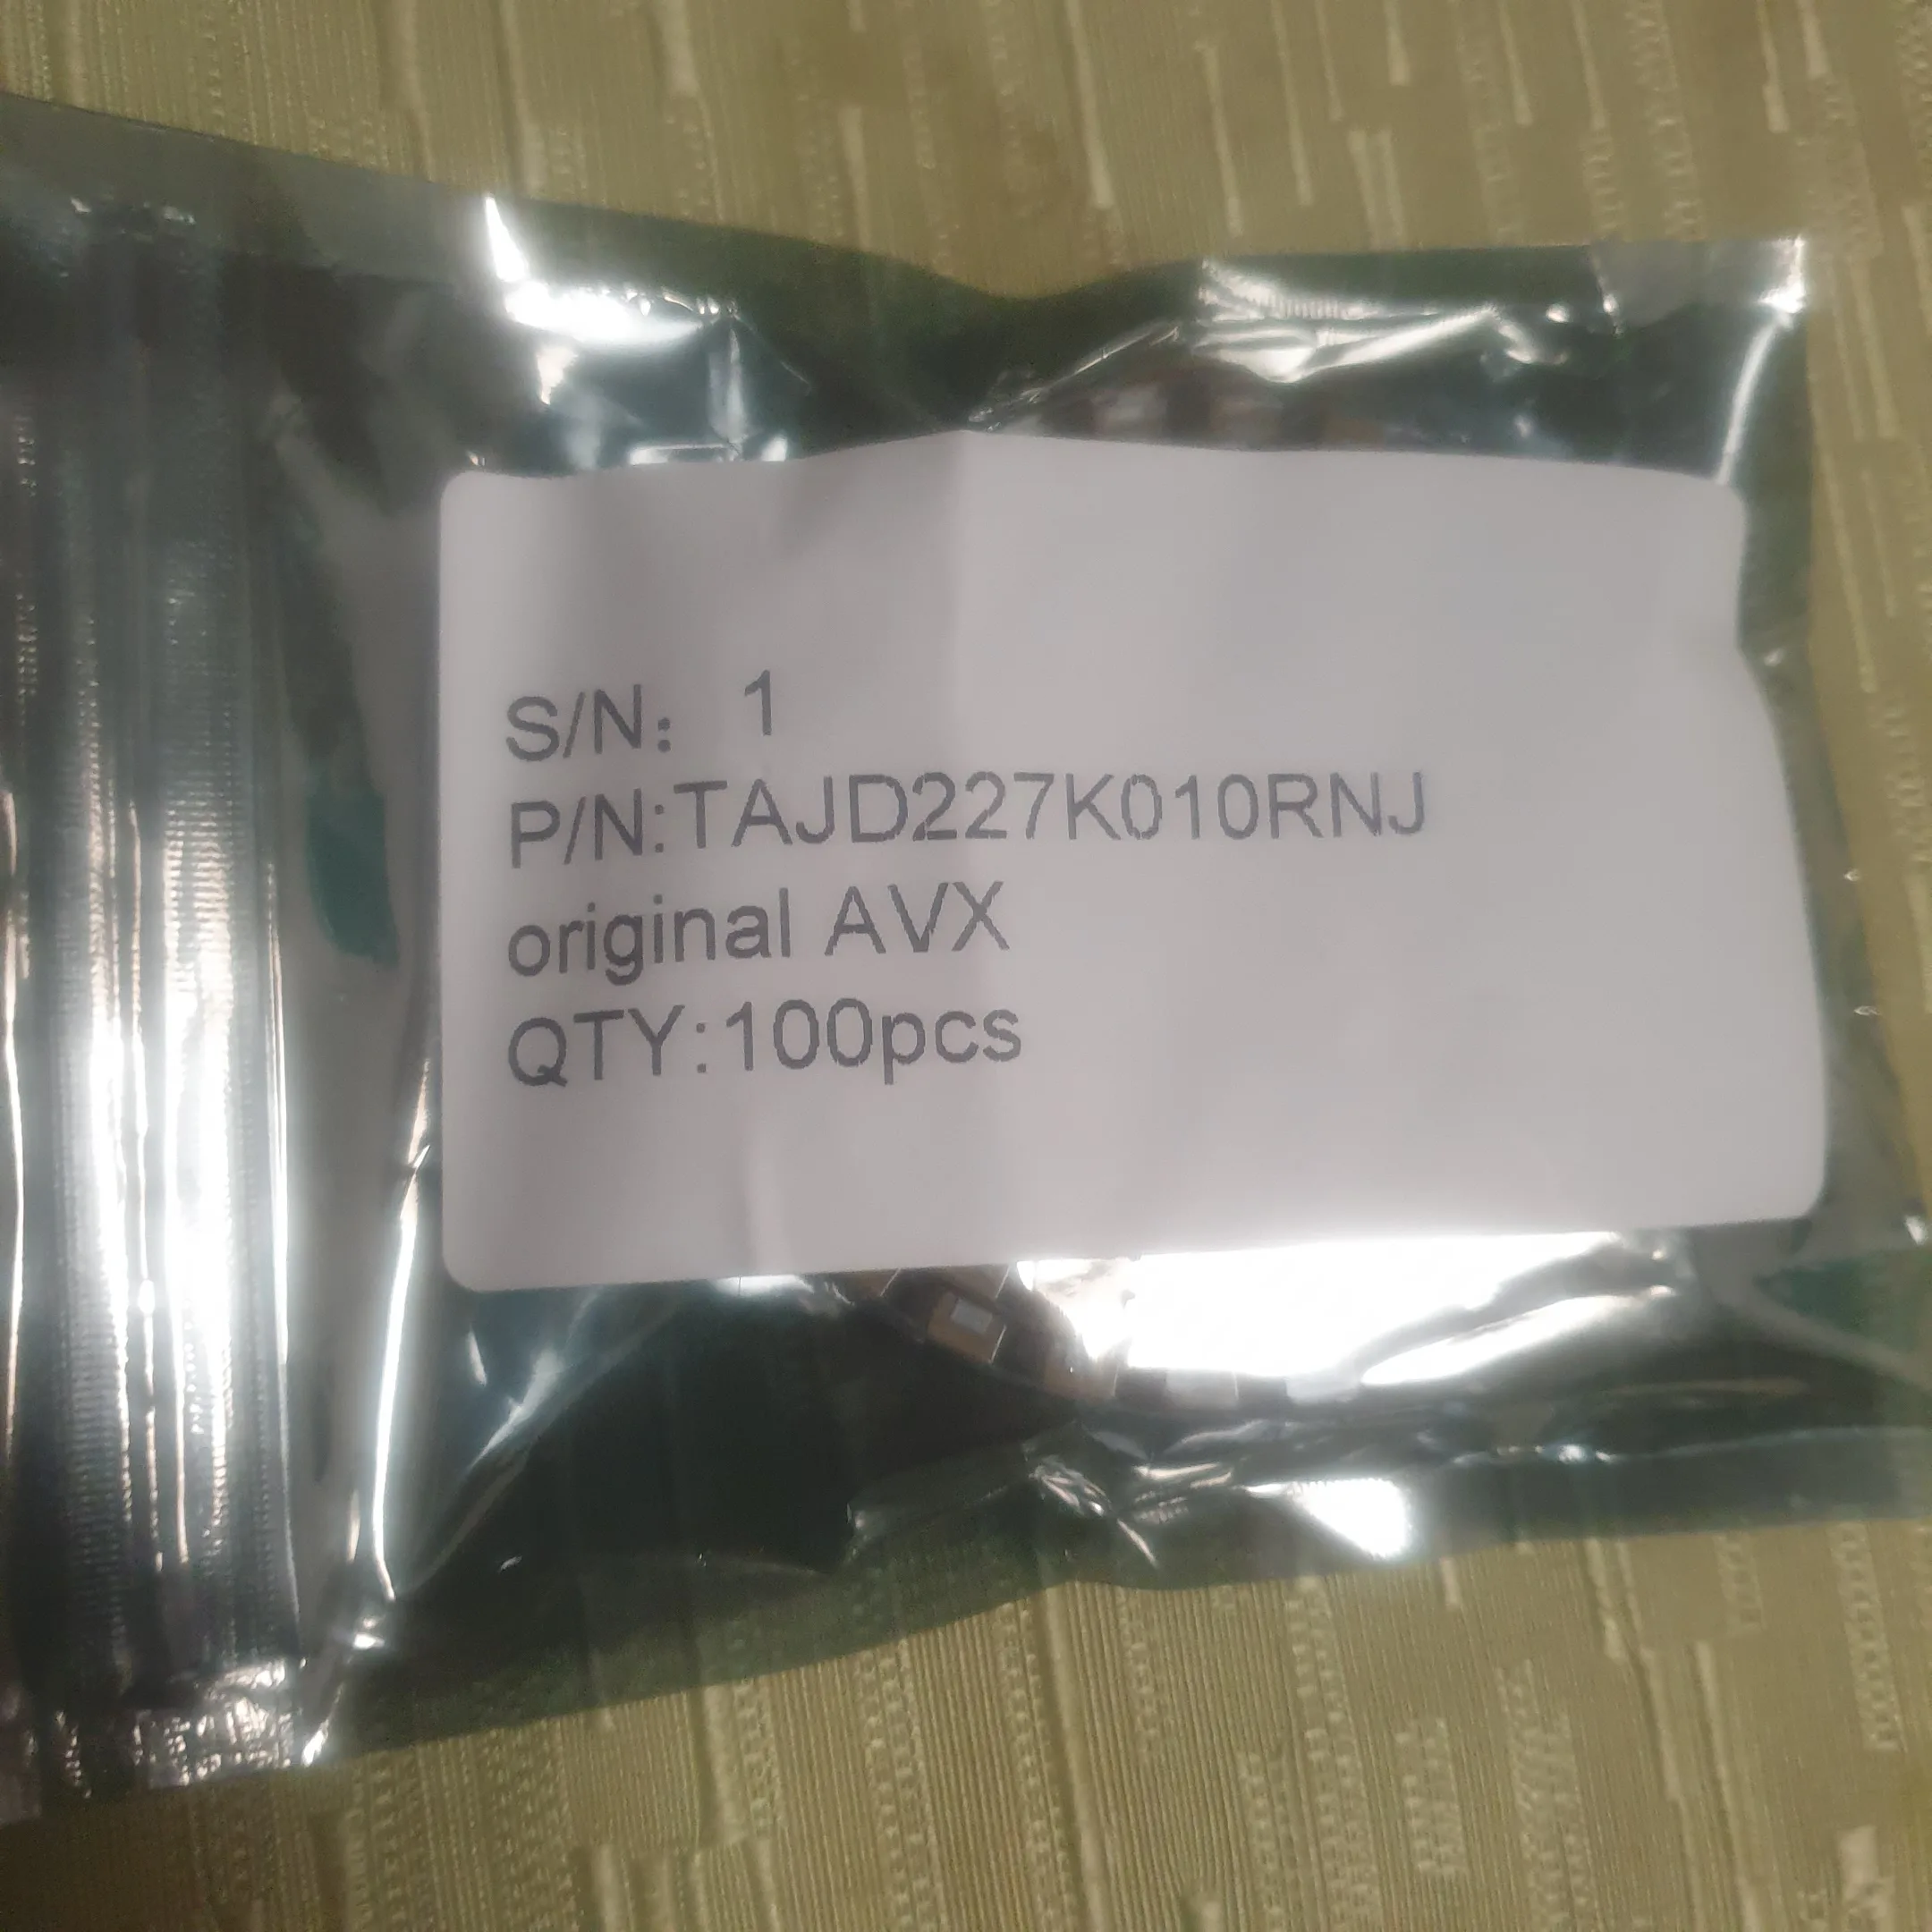 S/N: 1
P/N:TAJD227K010RNJ
original AVX
QTY:100pcs